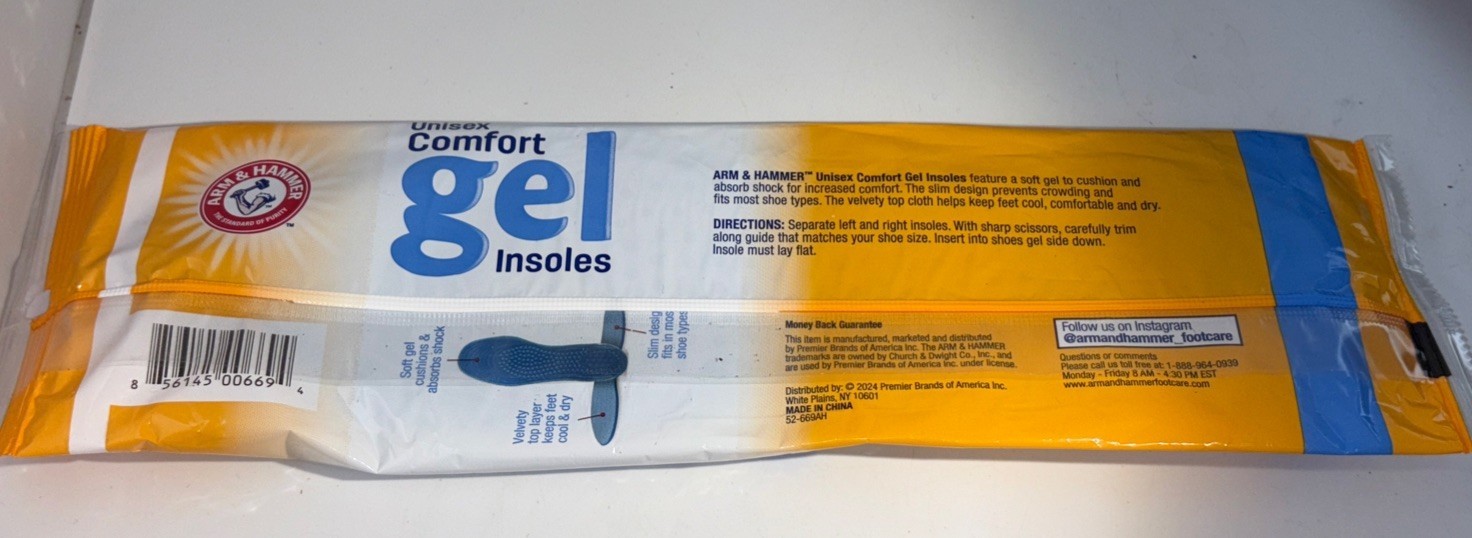 ARM & HAMMER
THE STANDARD OF PURITY
™
Unisex
Comfort
gel
Insoles
ARM & HAMMER™ Unisex Comfort Gel Insoles feature a soft gel to cushion and
absorb shock for increased comfort. The slim design prevents crowding and
fits most shoe types. The velvety top cloth helps keep feet cool, comfortable and dry.
DIRECTIONS: Separate left and right insoles. With sharp scissors, carefully trim
along guide that matches your shoe size. Insert into shoes gel side down.
Insole must lay flat.
8 56145 00669 4
Soft gel
cushions &
absorbs shock
Velvety
top layer
keeps feet
cool & dry
Slim desig
fits in mos
shoe types
Money Back Guarantee
This item is manufactured, marketed and distributed
by Premier Brands of America Inc. The ARM & HAMMER
trademarks are owned by Church & Dwight Co., Inc., and
are used by Premier Brands of America Inc. under license.
Distributed by: © 2024 Premier Brands of America Inc.
White Plains, NY 10601
MADE IN CHINA
52-669AH
Follow us on Instagram
@armandhammer_footcare
Questions or comments
Please call us toll free at: 1-888-964-0939
Monday - Friday 8 AM - 4:30 PM EST
www.armandhammerfootcare.com